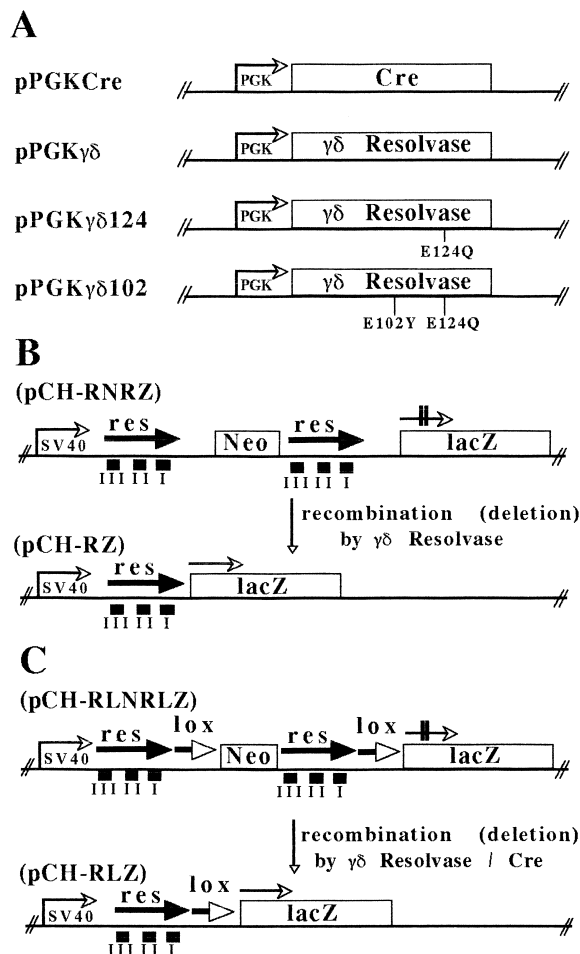 A
pPGKCre PGK Cre
pPGKγδ PGK γδ Resolvase
pPGKγδ124 PGK γδ Resolvase
E124Q
pPGKγδ102 PGK γδ Resolvase
E102Y E124Q
B
(pCH-RNRZ)
SV40 res Neo res lacZ
III II I III II I
recombination (deletion)
by γδ Resolvase
(pCH-RZ)
SV40 res lacZ
III II I
C
(pCH-RLNRLZ)
SV40 res lox Neo res lox lacZ
III II I III II I
recombination (deletion)
by γδ Resolvase / Cre
(pCH-RLZ)
SV40 res lox lacZ
III II I